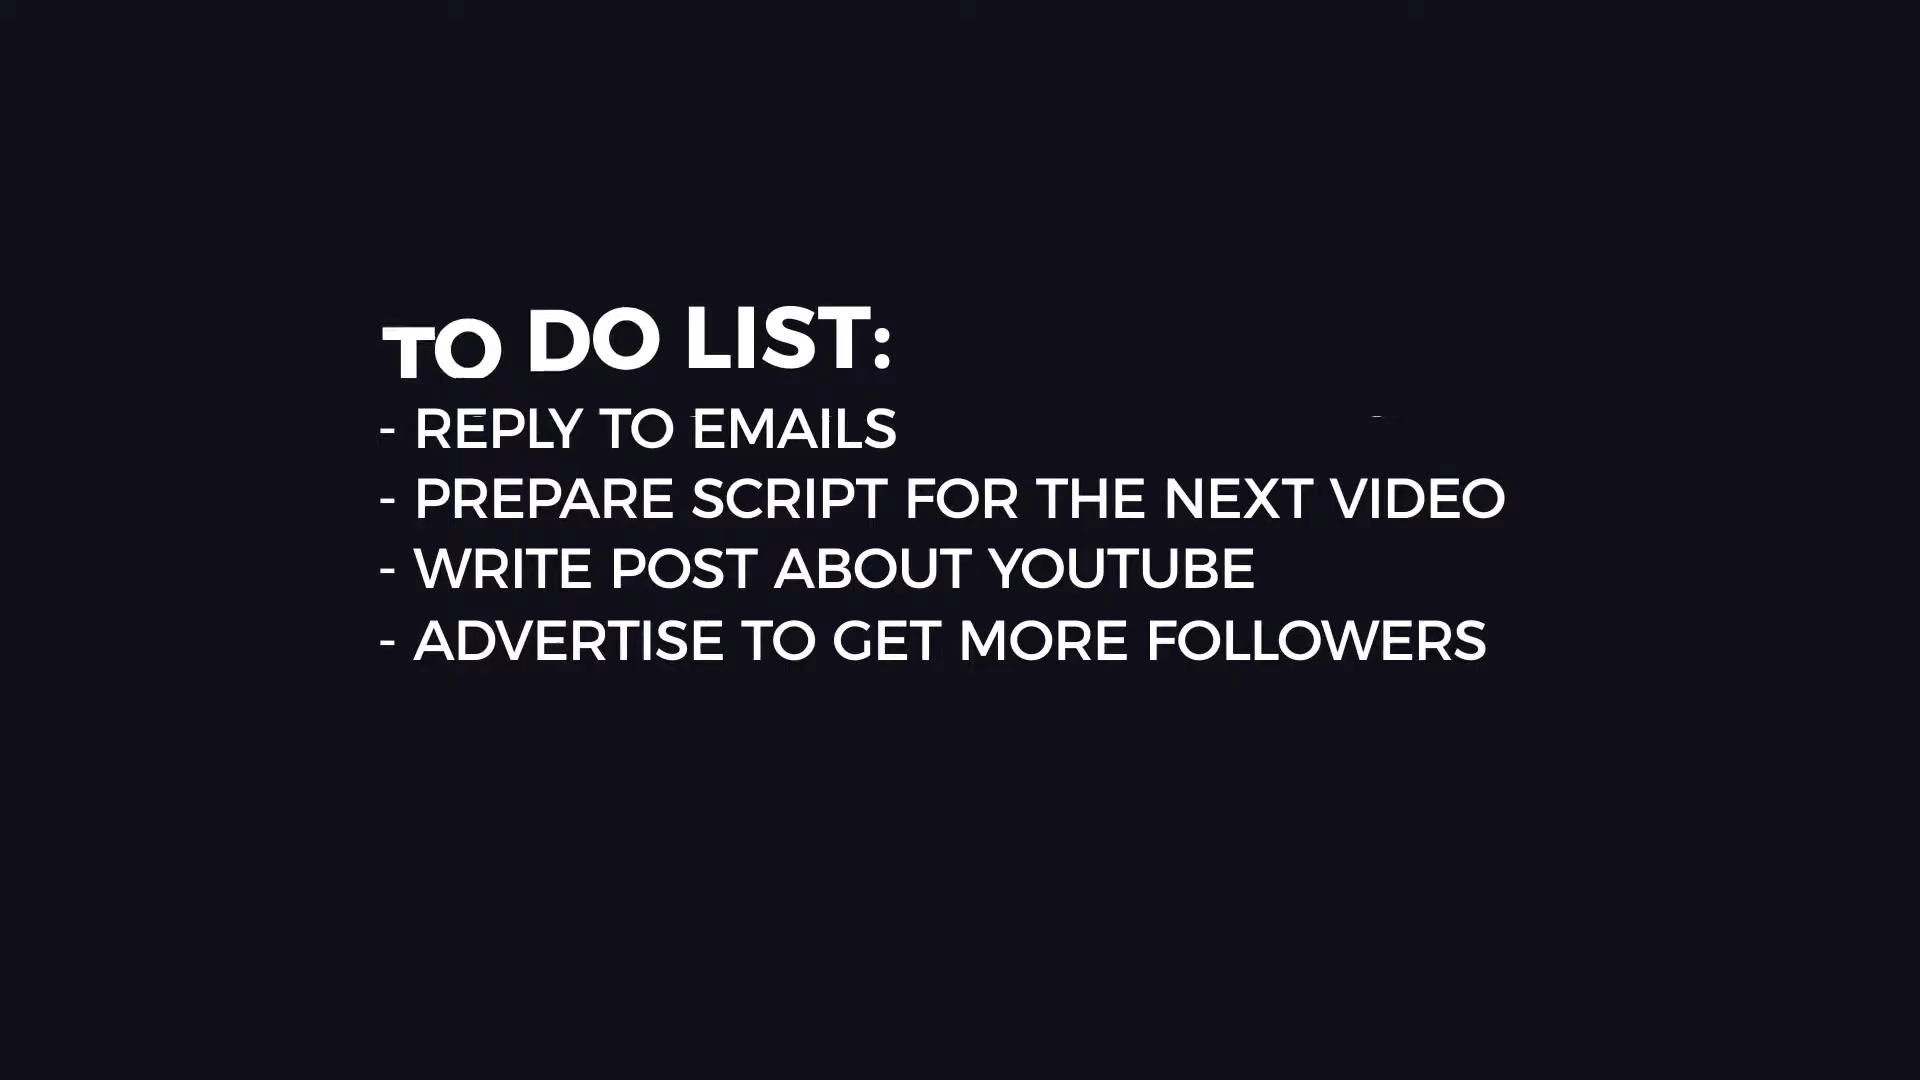 TO DO LIST:
- REPLY TO EMAILS
- PREPARE SCRIPT FOR THE NEXT VIDEO
- WRITE POST ABOUT YOUTUBE
- ADVERTISE TO GET MORE FOLLOWERS